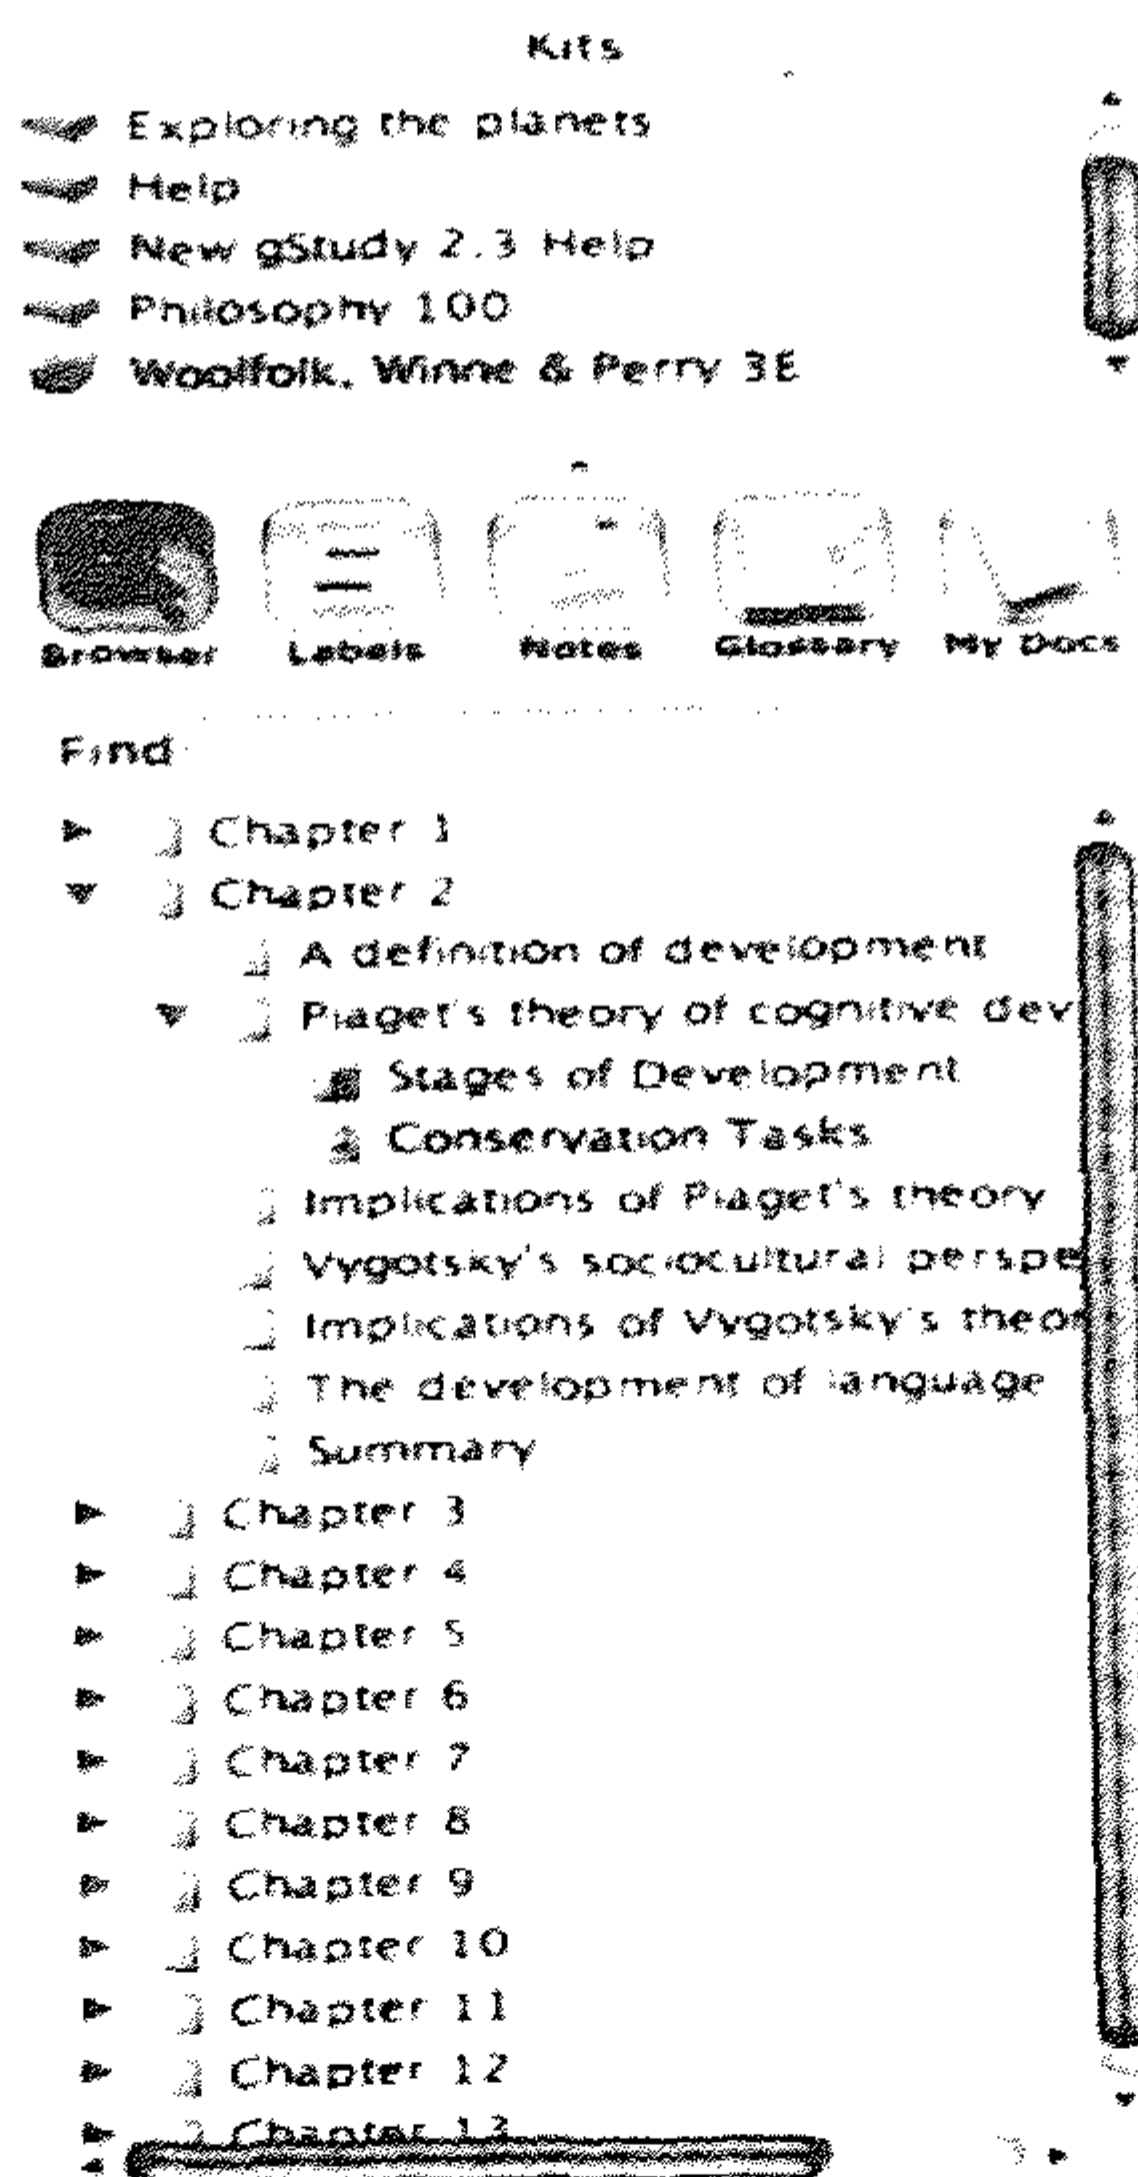 Kits
Exploring the planets
Help
New gStudy 2.3 Help
Philosophy 100
Woolfolk, Winne & Perry 3E
Browser Labels Notes Glossary My Docs
Find
Chapter 1
Chapter 2
A definition of development
Piaget's theory of cognitive dev
Stages of Development
Conservation Tasks
Implications of Piaget's theory
Vygotsky's sociocultural perspe
Implications of Vygotsky's theor
The development of language
Summary
Chapter 3
Chapter 4
Chapter 5
Chapter 6
Chapter 7
Chapter 8
Chapter 9
Chapter 10
Chapter 11
Chapter 12
Chapter 13